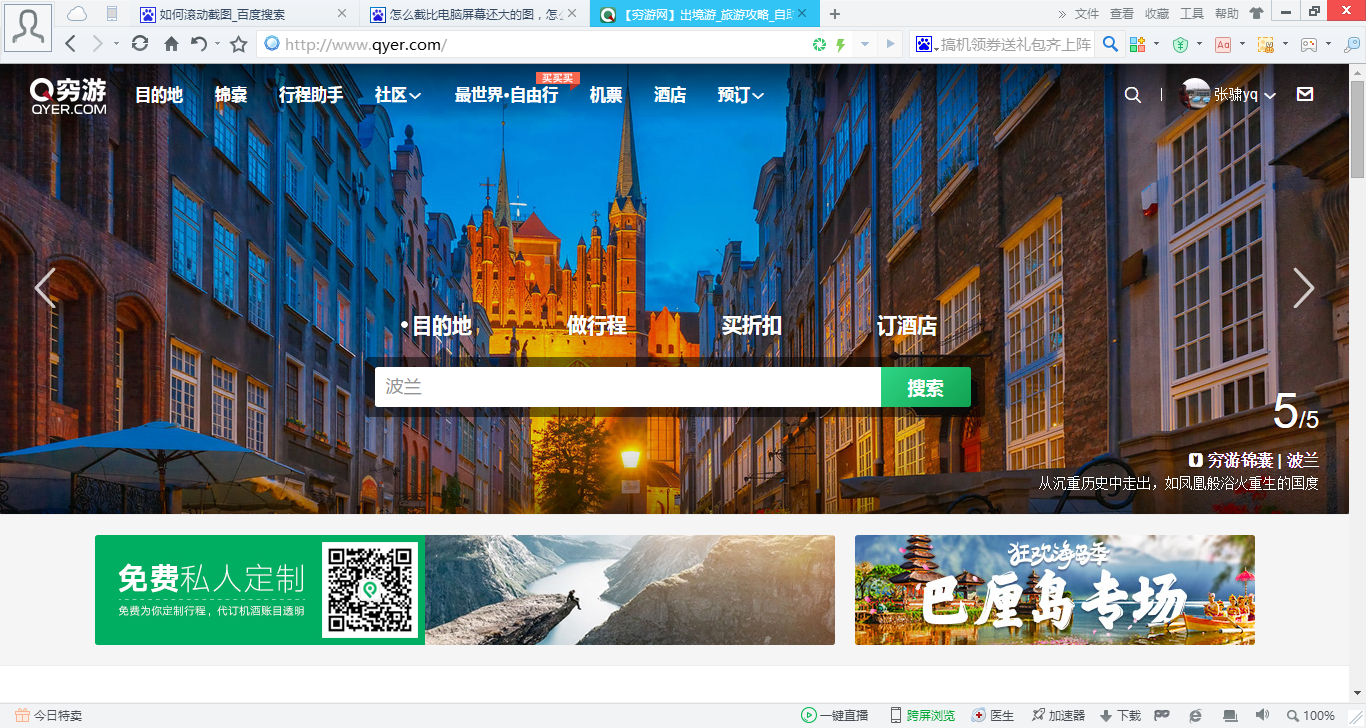 如何滚动截图_百度搜索
怎么截比电脑屏幕还大的图，怎么
【穷游网】出境游_旅游攻略_自助
文件 查看 收藏 工具 帮助
http://www.qyer.com/
搞机领券送礼包齐上阵
穷游
QYER.COM
目的地 锦囊 行程助手 社区 最世界•自由行 机票 酒店 预订
买买买
张骕yq
•目的地 做行程 买折扣 订酒店
波兰 搜索
5/5
穷游锦囊 | 波兰
从沉重历史中走出，如凤凰般浴火重生的国度
免费私人定制
免费为你定制行程，代订机酒账目透明
狂欢海岛季
巴厘岛专场
今日特卖 一键直播 跨屏浏览 医生 加速器 下载 100%